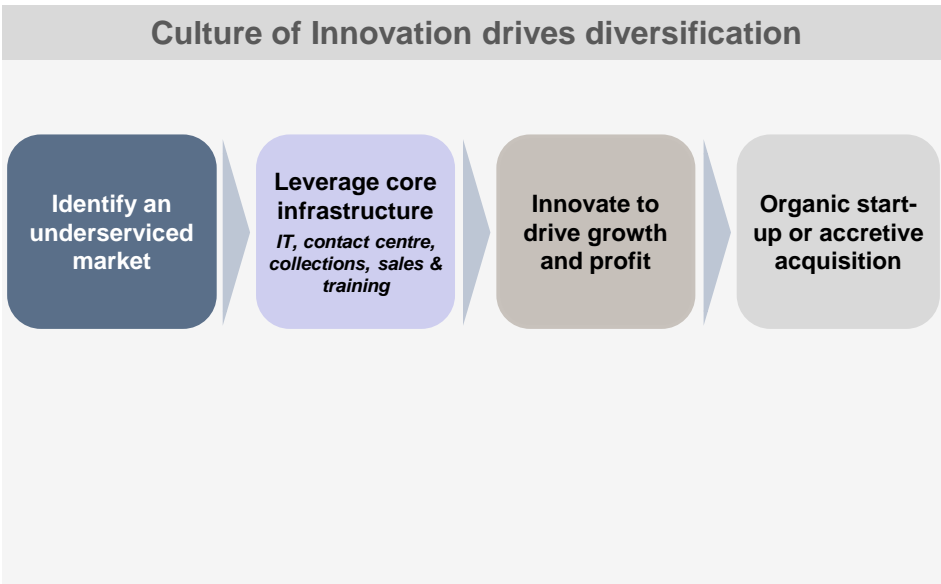 Culture of Innovation drives diversification
Identify an
underserviced
market
Leverage core
infrastructure
IT, contact centre,
collections, sales &
training
Innovate to
drive growth
and profit
Organic start-
up or accretive
acquisition